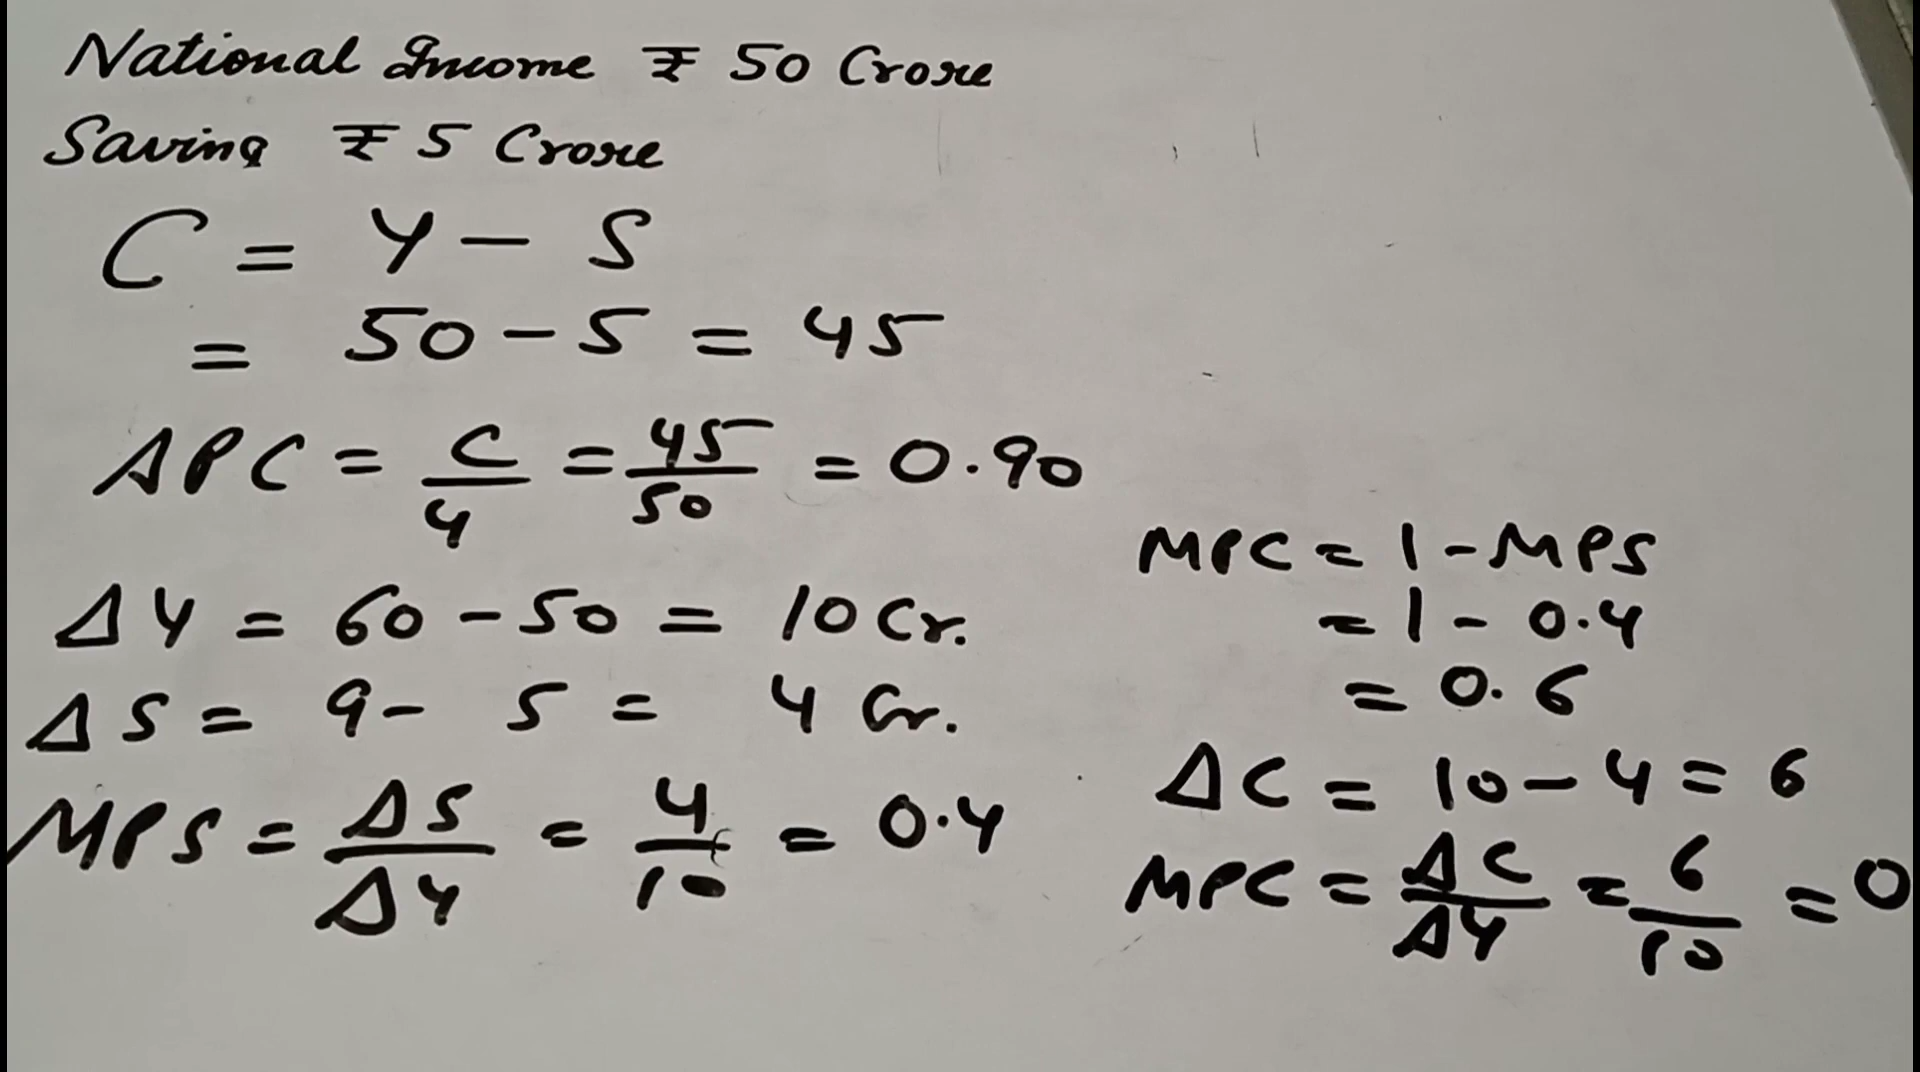 National Income ₹ 50 Crore
Saving ₹ 5 Crore
C = Y - S
= 50 - 5 = 45
APC = C/Y = 45/50 = 0.90
ΔY = 60 - 50 = 10 Cr.
ΔS = 9 - 5 = 4 Cr.
MPS = ΔS/ΔY = 4/10 = 0.4
MPC = 1 - MPS
= 1 - 0.4
= 0.6
ΔC = 10 - 4 = 6
MPC = ΔC/ΔY = 6/10 = 0